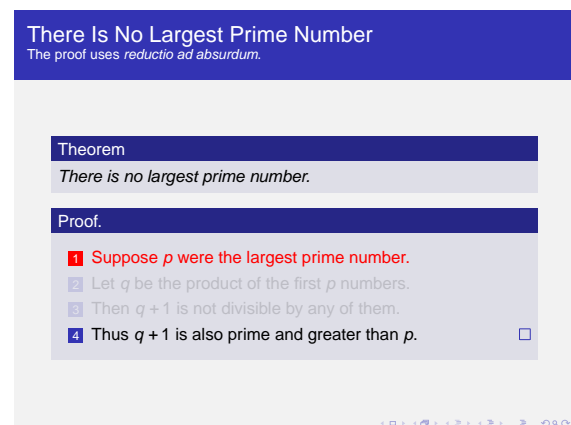 There Is No Largest Prime Number
The proof uses reductio ad absurdum.
Theorem
There is no largest prime number.
Proof.
1 Suppose p were the largest prime number.
2 Let q be the product of the first p numbers.
3 Then q + 1 is not divisible by any of them.
4 Thus q + 1 is also prime and greater than p.